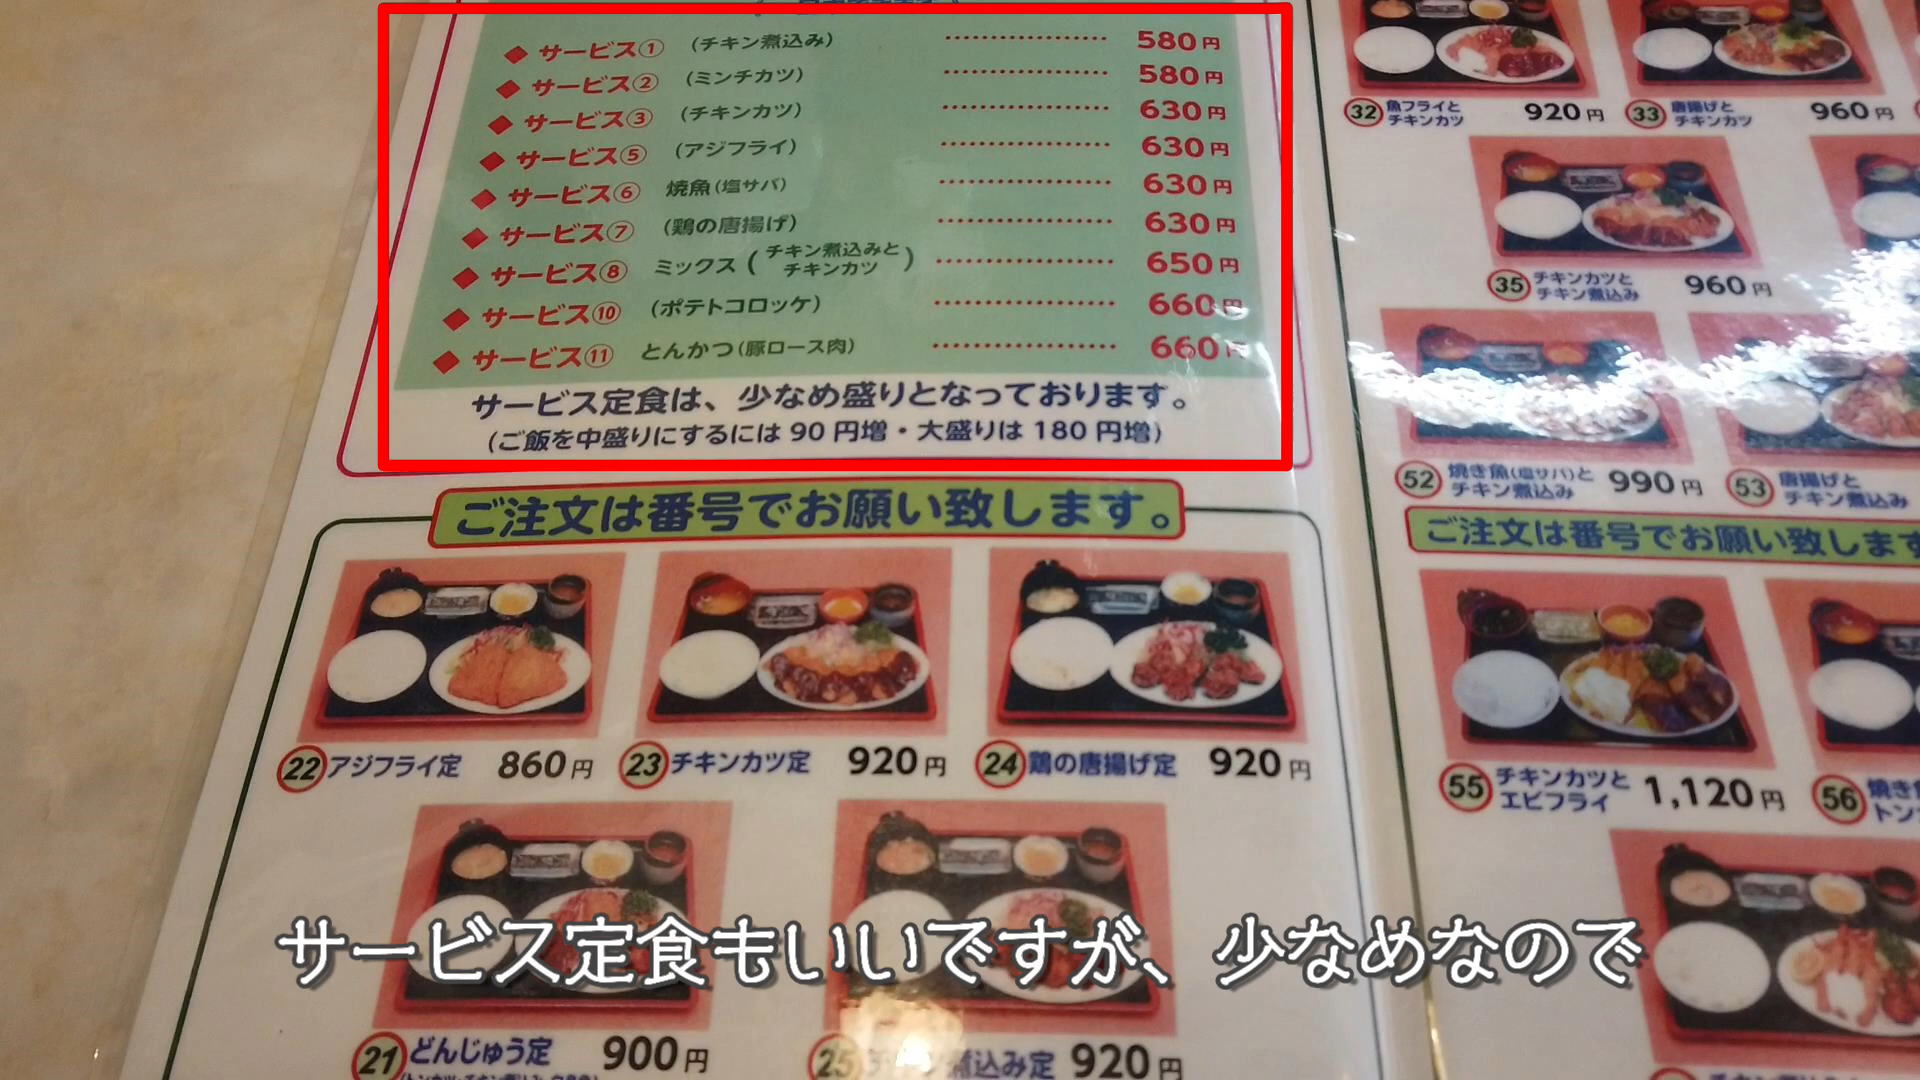 ◆ サービス① (チキン煮込み) 580円
◆ サービス② (ミンチカツ) 580円
◆ サービス③ (チキンカツ) 630円
◆ サービス⑤ (アジフライ) 630円
◆ サービス⑥ 焼魚(塩サバ) 630円
◆ サービス⑦ (鶏の唐揚げ) 630円
◆ サービス⑧ ミックス(チキン煮込みとチキンカツ) 650円
◆ サービス⑩ (ポテトコロッケ) 660円
◆ サービス⑪ とんかつ(豚ロース肉) 660円
サービス定食は、少なめ盛りとなっております。
(ご飯を中盛りにするには 90 円増・大盛りは 180 円増)
ご注文は番号でお願い致します。
22 アジフライ定 860円
23 チキンカツ定 920円
24 鶏の唐揚げ定 920円
21 どんじゅう定 900円
25 煮込み定 920円
32 魚フライとチキンカツ 920円
33 唐揚げとチキンカツ 960円
35 チキンカツとチキン煮込み 960円
52 焼き魚(塩サバ)とチキン煮込み 990円
53 唐揚げとチキン煮込み
ご注文は番号でお願い致します
55 チキンカツとエビフライ 1,120円
56 焼き
サービス定食もいいですが、少なめなので